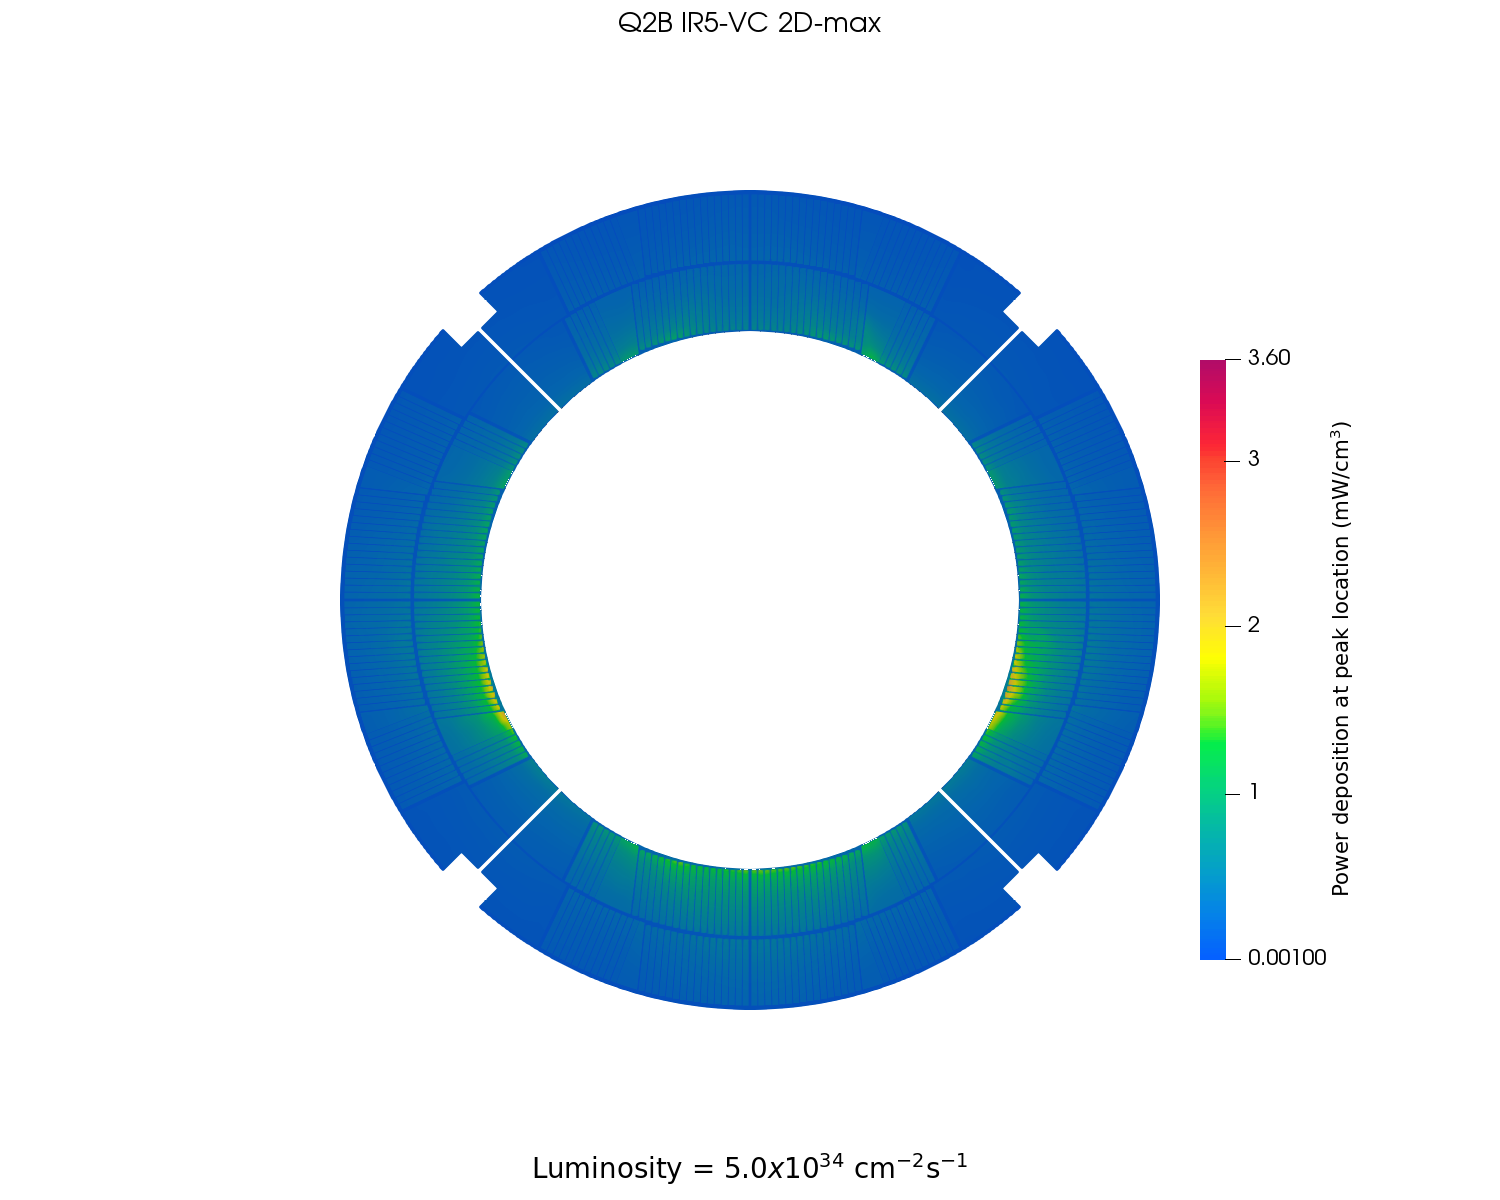 Q2B IR5-VC 2D-max
3.60
3
2
1
0.00100
Power deposition at peak location (mW/cm³)
Luminosity = 5.0x10³⁴ cm⁻²s⁻¹